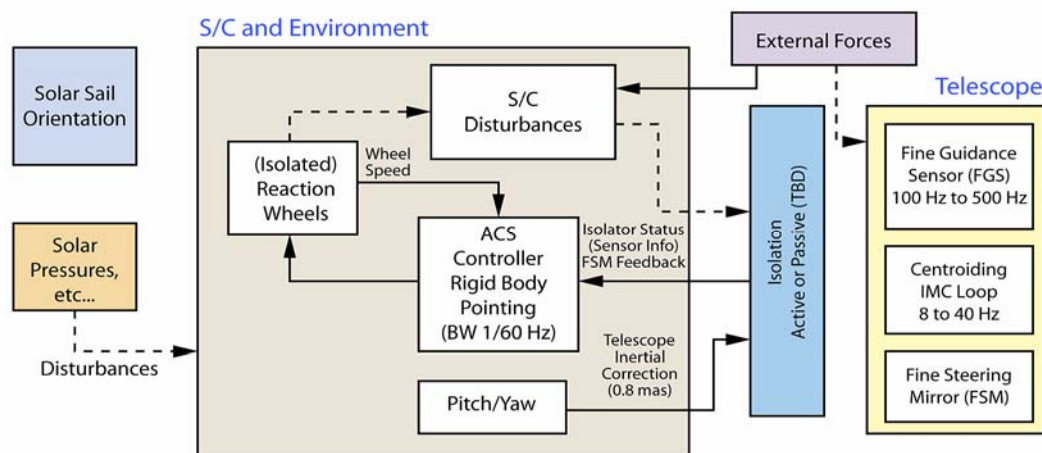 S/C and Environment
External Forces
Solar Sail
Orientation
S/C
Disturbances
Telescope
(Isolated)
Reaction
Wheels
Wheel
Speed
Fine Guidance
Sensor (FGS)
100 Hz to 500 Hz
Isolation
Active or Passive (TBD)
Solar
Pressures,
etc...
ACS
Controller
Rigid Body
Pointing
(BW 1/60 Hz)
Isolator Status
(Sensor Info)
FSM Feedback
Centroiding
IMC Loop
8 to 40 Hz
Disturbances
Telescope
Inertial
Correction
(0.8 mas)
Pitch/Yaw
Fine Steering
Mirror (FSM)